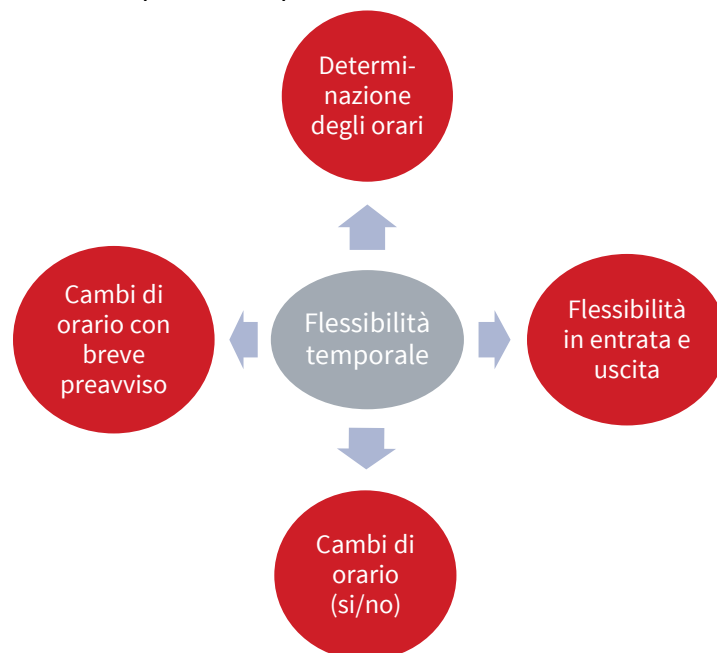 Determi-
nazione
degli orari
Cambi di
orario con
breve
preavviso
Flessibilità
temporale
Flessibilità
in entrata e
uscita
Cambi di
orario
(si/no)